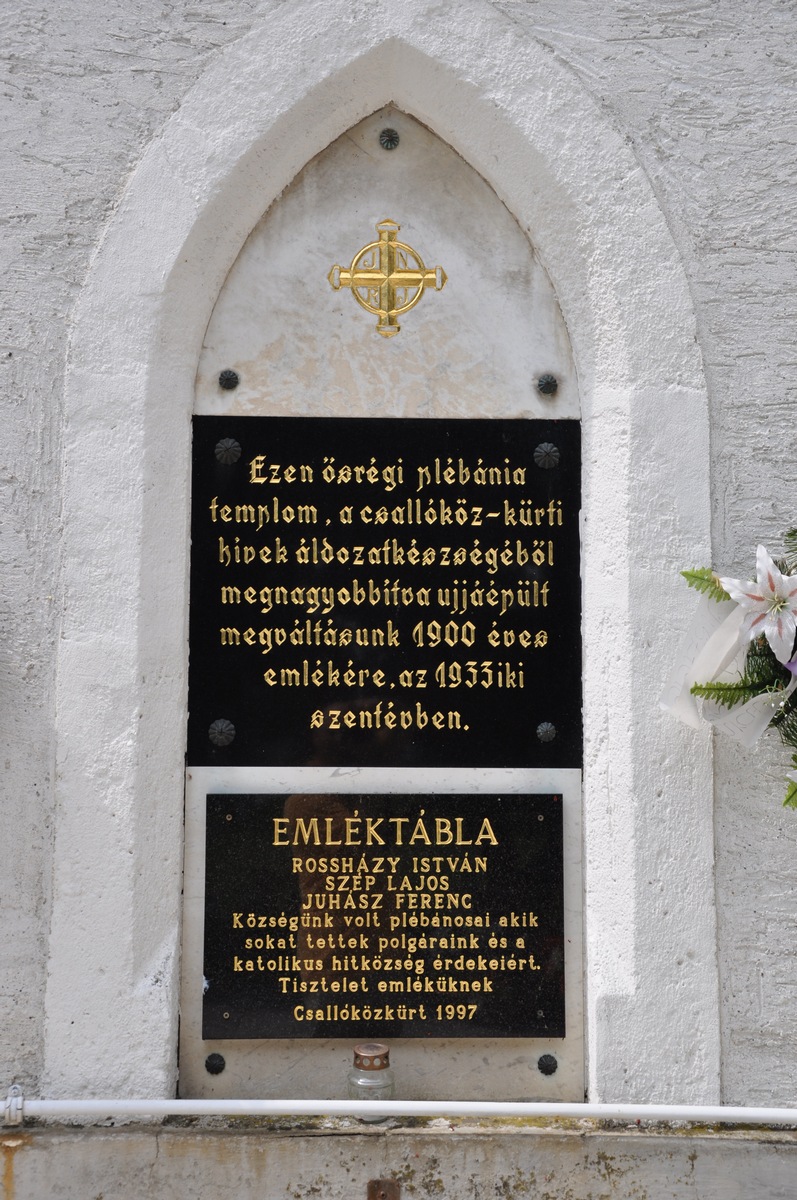 J N
R J
Ezen ősrégi plébánia
templom, a csallóköz-kürti
hívek áldozatkészségéből
megnagyobbítva ujjáépült
megváltásunk 1900 éves
emlékére, az 1933iki
szentévben.
EMLÉKTÁBLA
ROSSHÁZY ISTVÁN
SZÉP LAJOS
JUHÁSZ FERENC
Községünk volt plébánosai akik
sokat tettek polgáraink és a
katolikus hitközség érdekeiért.
Tisztelet emléküknek
Csallóközkürt 1997